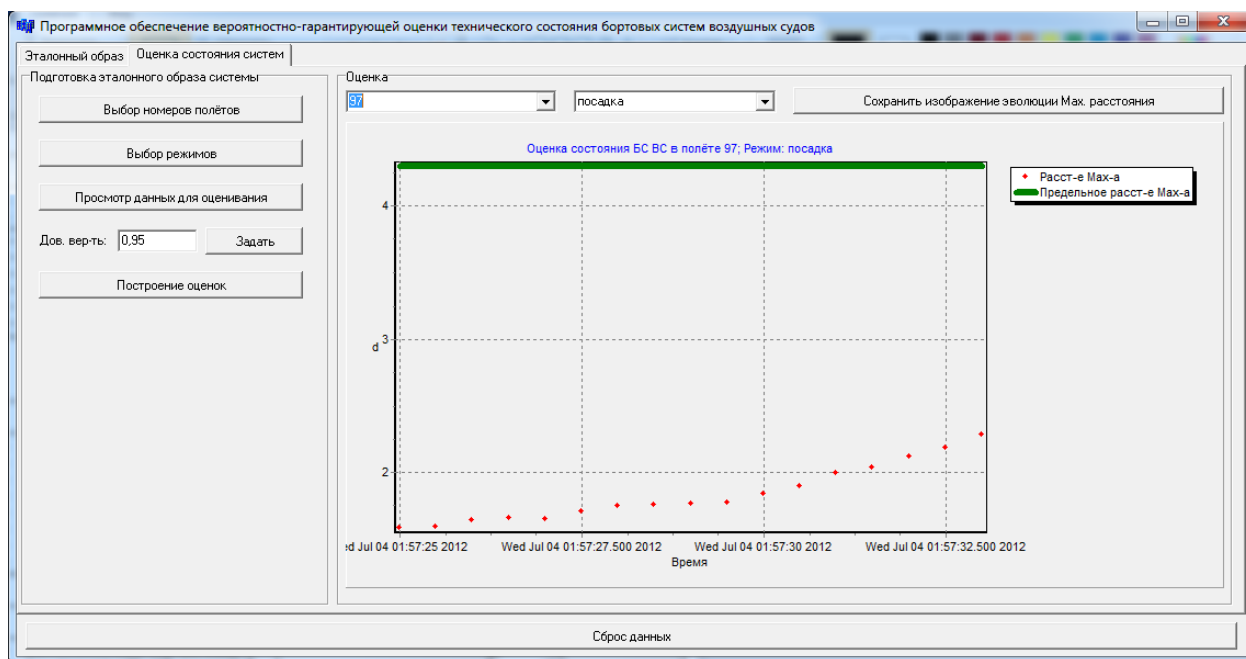 Программное обеспечение вероятностно-гарантирующей оценки технического состояния бортовых систем воздушных судов
Эталонный образ
Оценка состояния систем
Подготовка эталонного образа системы
Выбор номеров полётов
Выбор режимов
Просмотр данных для оценивания
Дов. вер-ть: 0,95 Задать
Построение оценок
Оценка
97 посадка Сохранить изображение эволюции Мах. расстояния
Оценка состояния БС ВС в полёте 97; Режим: посадка
Расст-е Мах-а
Предельное расст-е Мах-а
4
3
d
2
ed Jul 04 01:57:25 2012 Wed Jul 04 01:57:27.500 2012 Wed Jul 04 01:57:30 2012 Wed Jul 04 01:57:32.500 2012
Время
Сброс данных